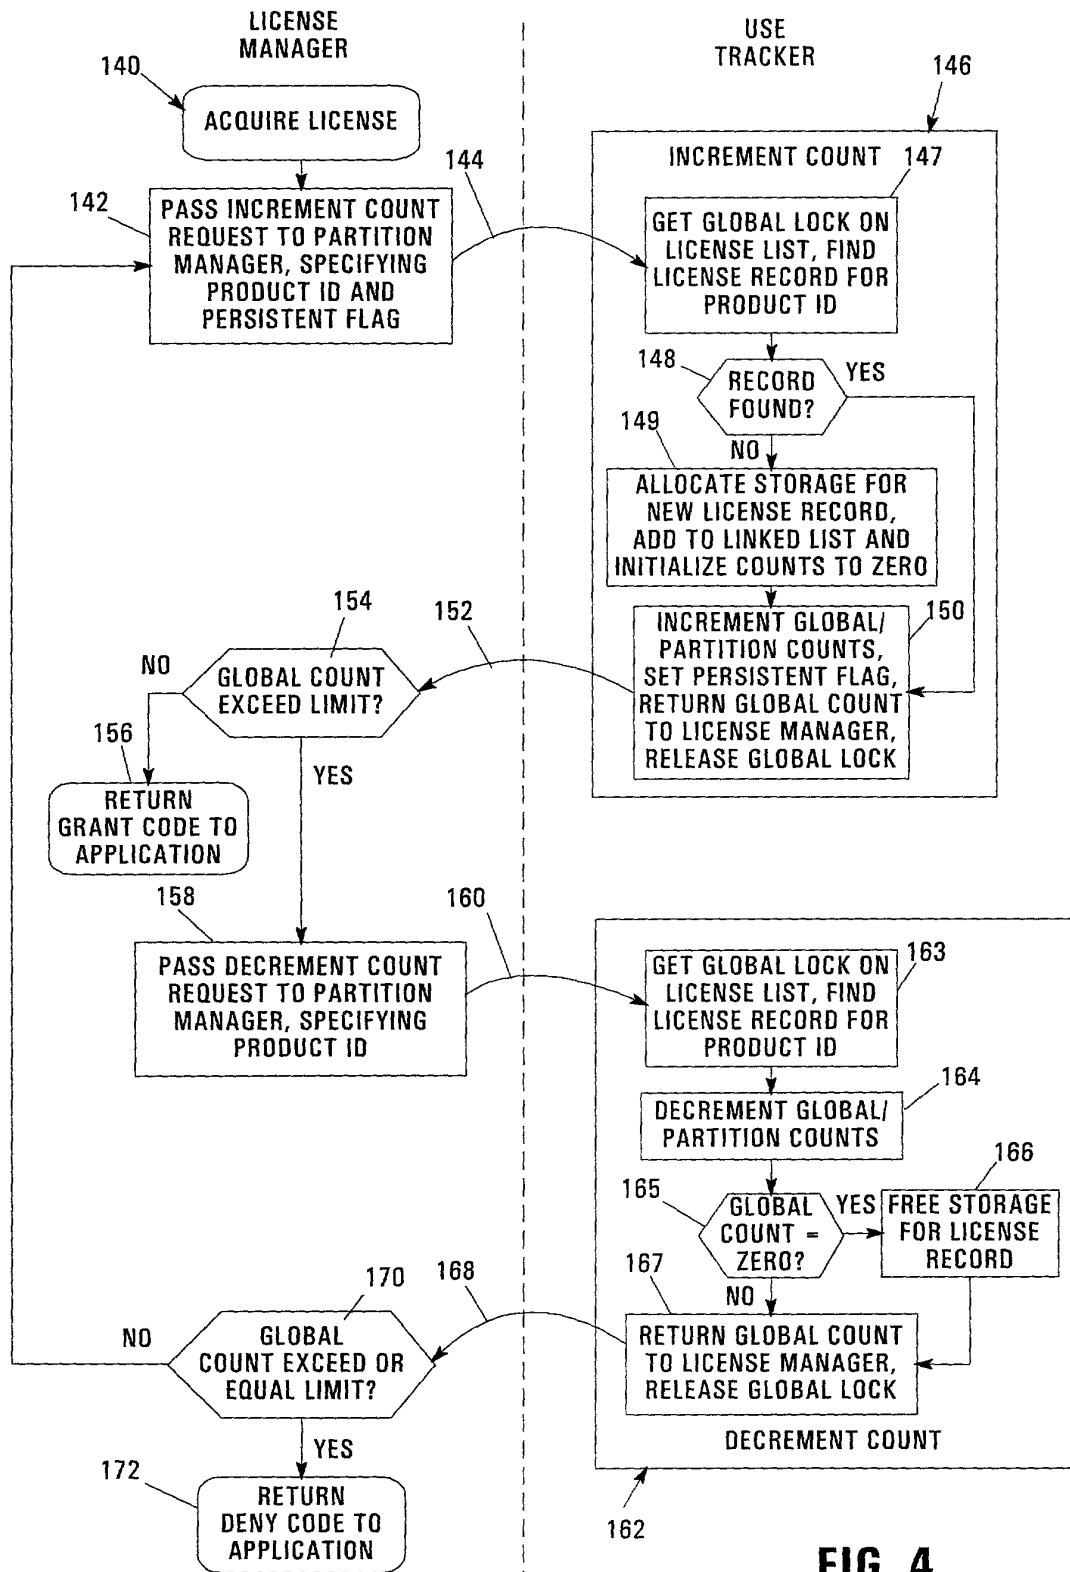 LICENSE
MANAGER
USE
TRACKER
140
146
ACQUIRE LICENSE
INCREMENT COUNT
144
147
142
PASS INCREMENT COUNT
REQUEST TO PARTITION
MANAGER, SPECIFYING
PRODUCT ID AND
PERSISTENT FLAG
GET GLOBAL LOCK ON
LICENSE LIST, FIND
LICENSE RECORD FOR
PRODUCT ID
148
RECORD
FOUND?
YES
149
NO
ALLOCATE STORAGE FOR
NEW LICENSE RECORD,
ADD TO LINKED LIST AND
INITIALIZE COUNTS TO ZERO
150
INCREMENT GLOBAL/
PARTITION COUNTS,
SET PERSISTENT FLAG,
RETURN GLOBAL COUNT
TO LICENSE MANAGER,
RELEASE GLOBAL LOCK
154
152
NO
GLOBAL COUNT
EXCEED LIMIT?
156
YES
RETURN
GRANT CODE TO
APPLICATION
158
160
PASS DECREMENT COUNT
REQUEST TO PARTITION
MANAGER, SPECIFYING
PRODUCT ID
GET GLOBAL LOCK ON
LICENSE LIST, FIND
LICENSE RECORD FOR
PRODUCT ID
163
164
DECREMENT GLOBAL/
PARTITION COUNTS
166
165
GLOBAL
COUNT =
ZERO?
YES
FREE STORAGE
FOR LICENSE
RECORD
167
NO
170
168
NO
GLOBAL
COUNT EXCEED OR
EQUAL LIMIT?
RETURN GLOBAL COUNT
TO LICENSE MANAGER,
RELEASE GLOBAL LOCK
YES
DECREMENT COUNT
172
RETURN
DENY CODE TO
APPLICATION
162
FIG. 4